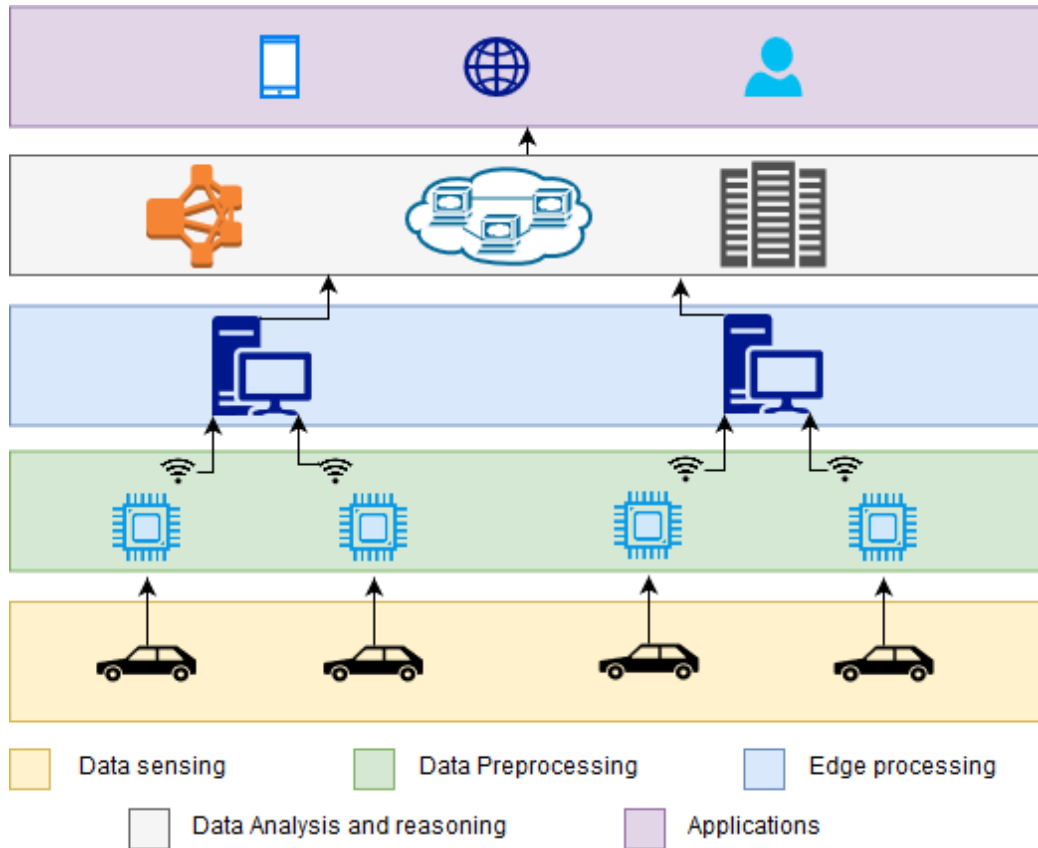 Data sensing
Data Preprocessing
Edge processing
Data Analysis and reasoning
Applications